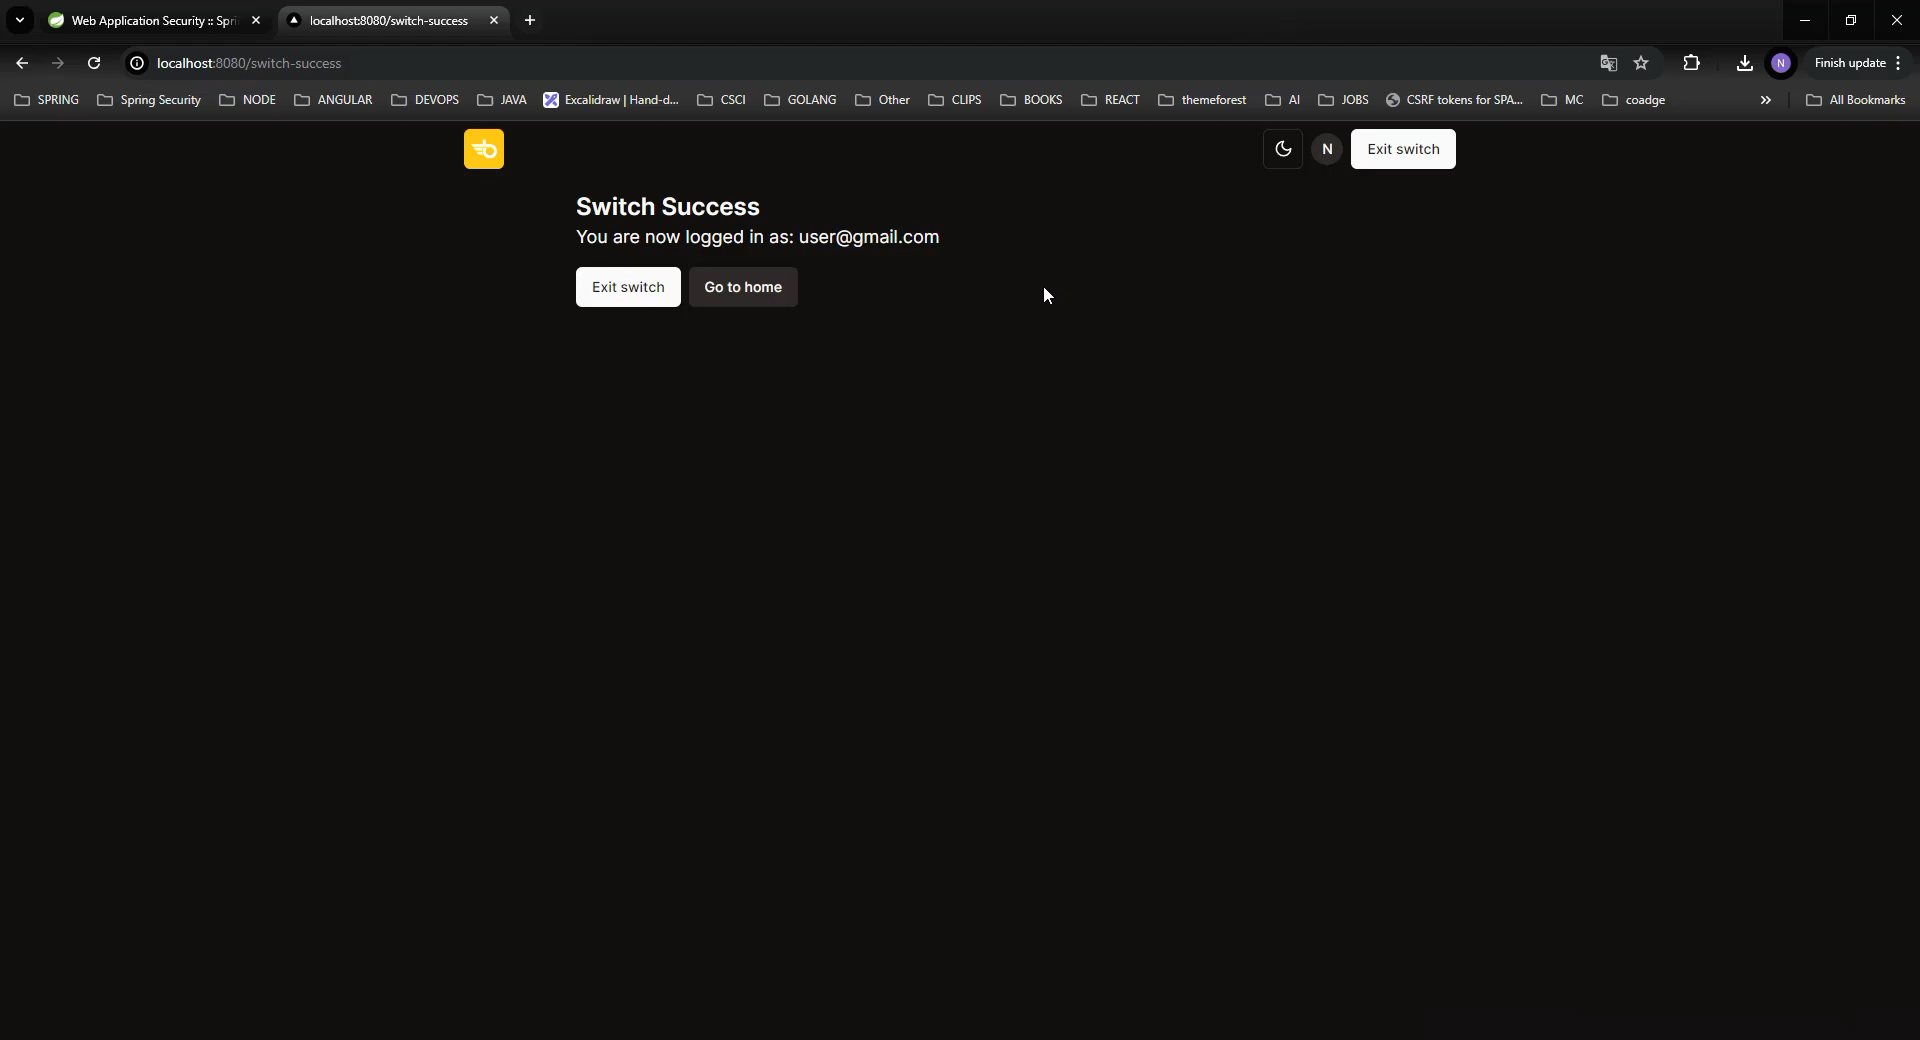 Web Application Security :: Spri
localhost:8080/switch-success
localhost:8080/switch-success
N
Finish update
SPRING
Spring Security
NODE
ANGULAR
DEVOPS
JAVA
Excalidraw | Hand-d...
CSCI
GOLANG
Other
CLIPS
BOOKS
REACT
themeforest
AI
JOBS
CSRF tokens for SPA...
MC
coadge
All Bookmarks
N
Exit switch
Switch Success
You are now logged in as: user@gmail.com
Exit switch
Go to home